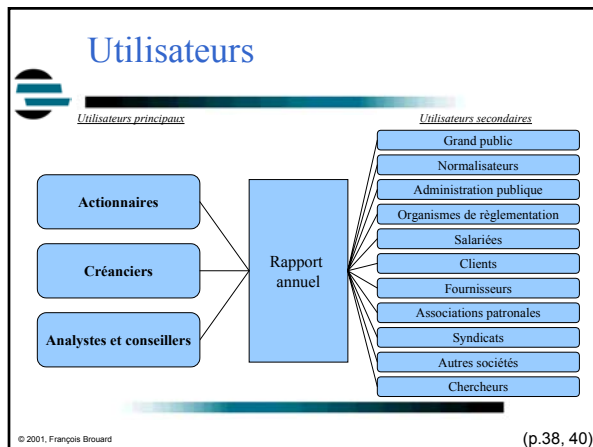 Utilisateurs
Utilisateurs principaux
Utilisateurs secondaires
Actionnaires
Créanciers
Analystes et conseillers
Rapport
annuel
Grand public
Normalisateurs
Administration publique
Organismes de règlementation
Salariées
Clients
Fournisseurs
Associations patronales
Syndicats
Autres sociétés
Chercheurs
© 2001, François Brouard
(p.38, 40)